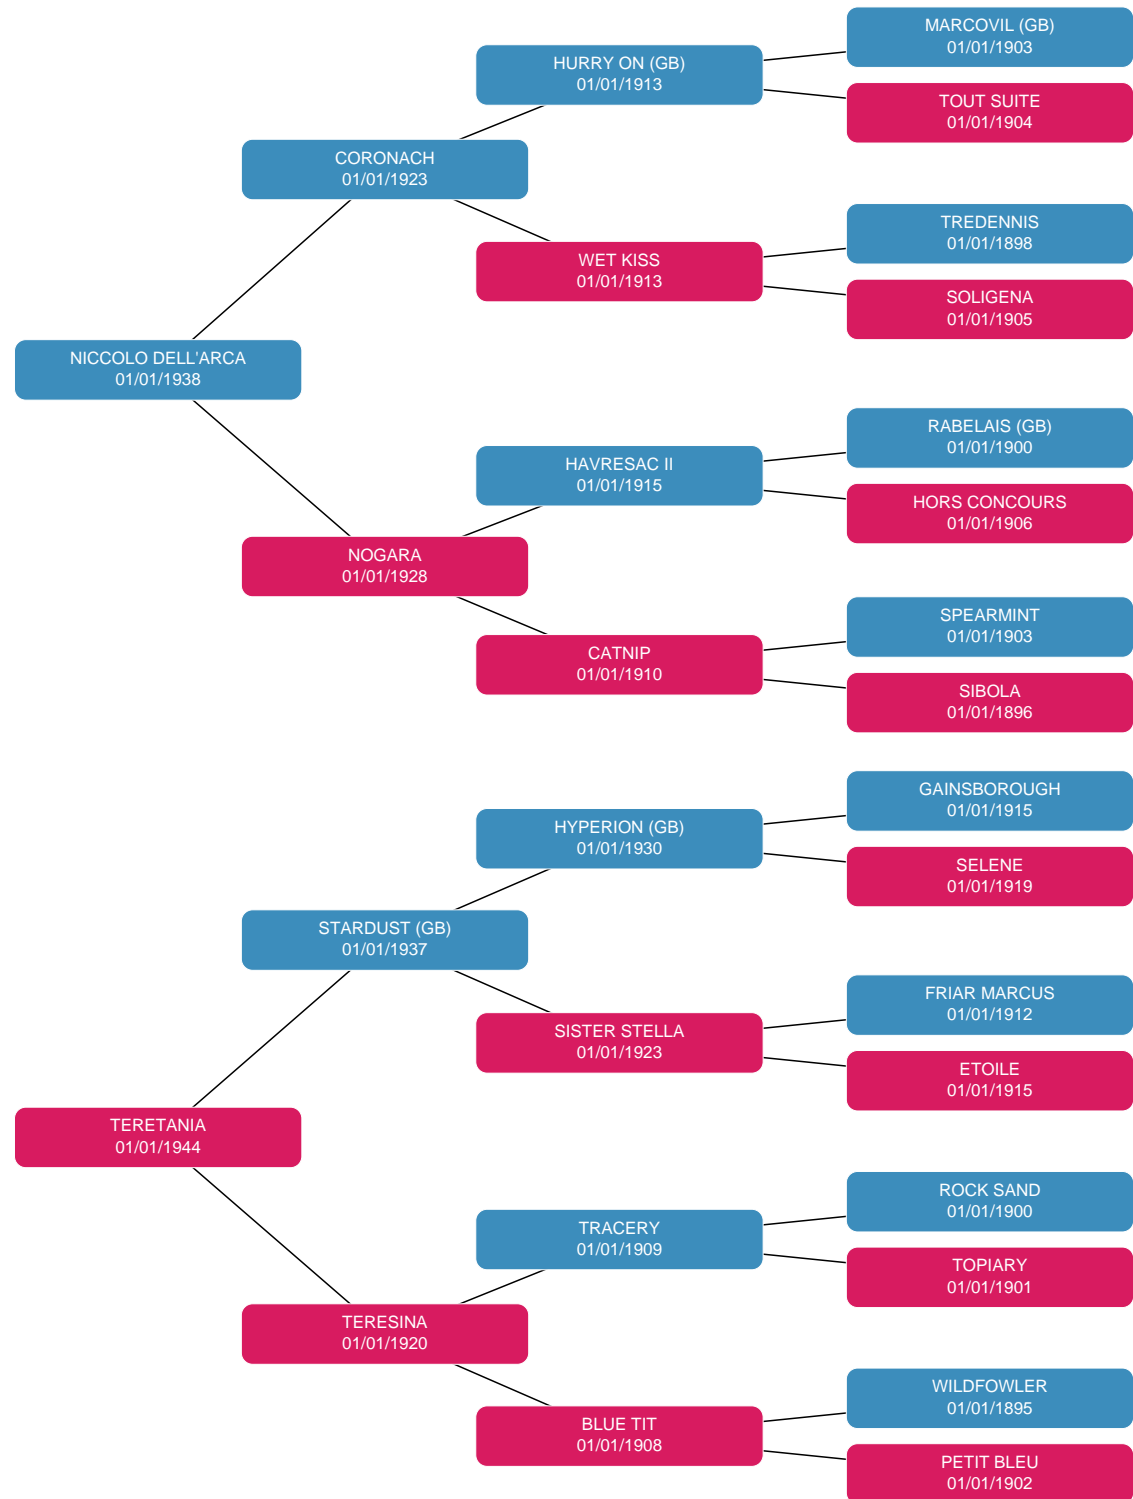 MARCOVIL (GB)
01/01/1903
HURRY ON (GB)
01/01/1913
TOUT SUITE
01/01/1904
CORONACH
01/01/1923
TREDENNIS
01/01/1898
WET KISS
01/01/1913
SOLIGENA
01/01/1905
NICCOLO DELL'ARCA
01/01/1938
RABELAIS (GB)
01/01/1900
HAVRESAC II
01/01/1915
HORS CONCOURS
01/01/1906
NOGARA
01/01/1928
SPEARMINT
01/01/1903
CATNIP
01/01/1910
SIBOLA
01/01/1896
GAINSBOROUGH
01/01/1915
HYPERION (GB)
01/01/1930
SELENE
01/01/1919
STARDUST (GB)
01/01/1937
FRIAR MARCUS
01/01/1912
SISTER STELLA
01/01/1923
ETOILE
01/01/1915
TERETANIA
01/01/1944
ROCK SAND
01/01/1900
TRACERY
01/01/1909
TOPIARY
01/01/1901
TERESINA
01/01/1920
WILDFOWLER
01/01/1895
BLUE TIT
01/01/1908
PETIT BLEU
01/01/1902